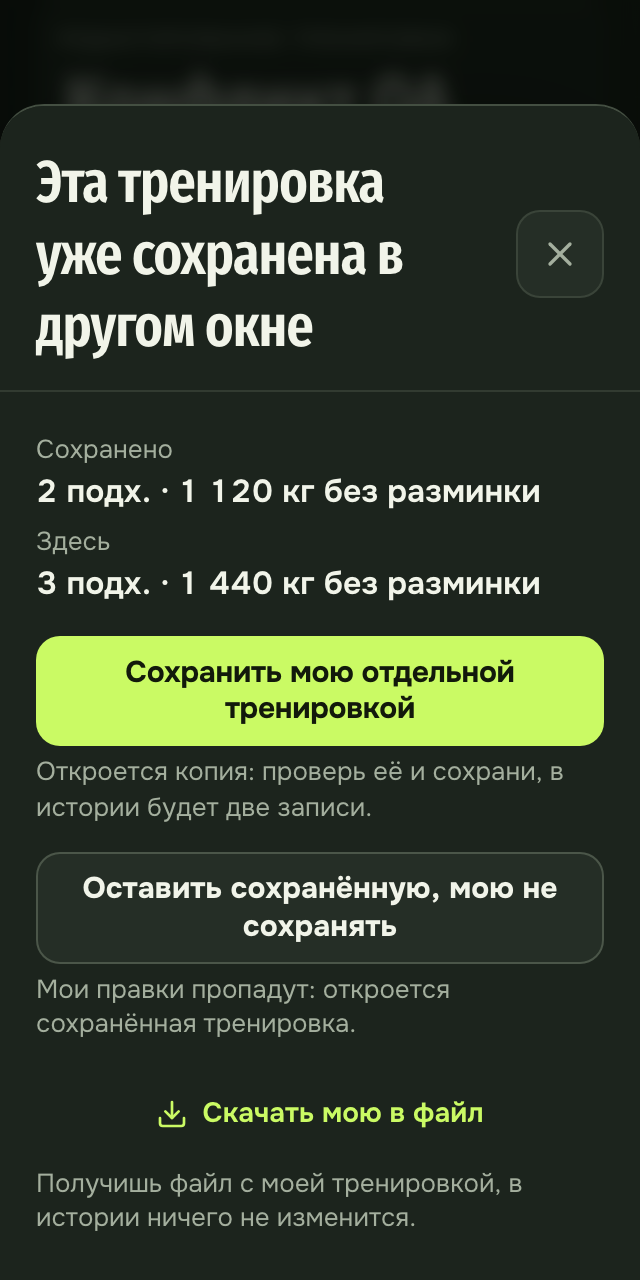 Эта тренировка
уже сохранена в
другом окне
Сохранено
2 подх. · 1 120 кг без разминки
Здесь
3 подх. · 1 440 кг без разминки
Сохранить мою отдельной
тренировкой
Откроется копия: проверь её и сохрани, в
истории будет две записи.
Оставить сохранённую, мою не
сохранять
Мои правки пропадут: откроется
сохранённая тренировка.
Скачать мою в файл
Получишь файл с моей тренировкой, в
истории ничего не изменится.